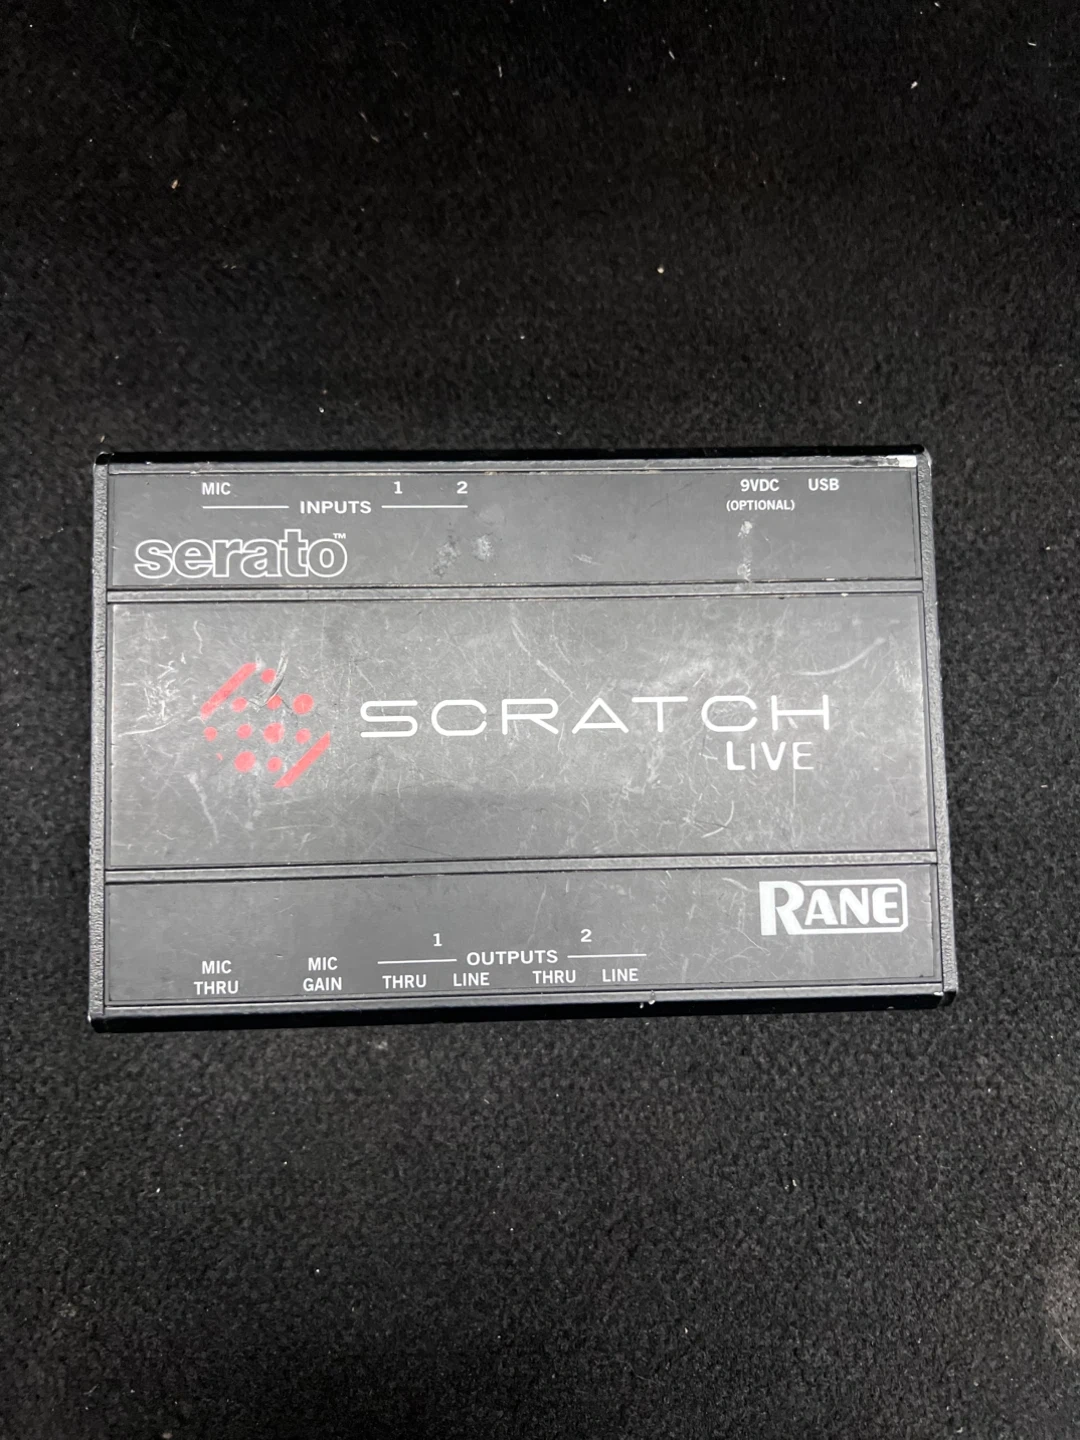 MIC 1 2 9VDC USB
INPUTS (OPTIONAL)
serato™
SCRATCH
LIVE
RANE
1 2
OUTPUTS
MIC THRU MIC GAIN THRU LINE THRU LINE